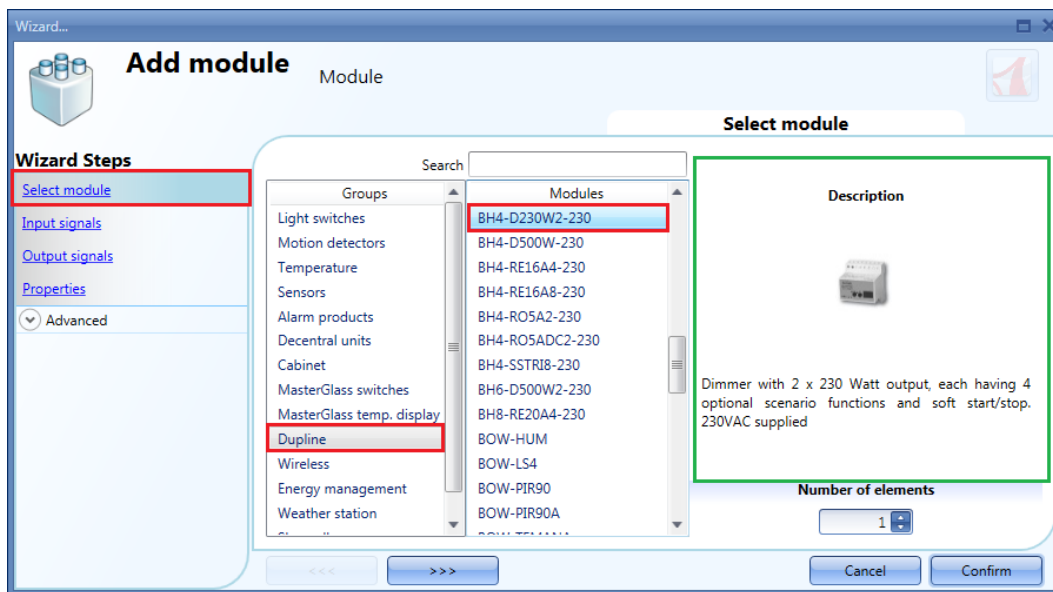 Wizard...
Add module
Module
Select module
Wizard Steps
Select module
Input signals
Output signals
Properties
Advanced
Search
Groups
Light switches
Motion detectors
Temperature
Sensors
Alarm products
Decentral units
Cabinet
MasterGlass switches
MasterGlass temp. display
Dupline
Wireless
Energy management
Weather station
Modules
BH4-D230W2-230
BH4-D500W-230
BH4-RE16A4-230
BH4-RE16A8-230
BH4-RO5A2-230
BH4-RO5ADC2-230
BH4-SSTRI8-230
BH6-D500W2-230
BH8-RE20A4-230
BOW-HUM
BOW-LS4
BOW-PIR90
BOW-PIR90A
Description
Dimmer with 2 x 230 Watt output, each having 4
optional scenario functions and soft start/stop.
230VAC supplied
Number of elements
1
<<<
>>>
Cancel
Confirm